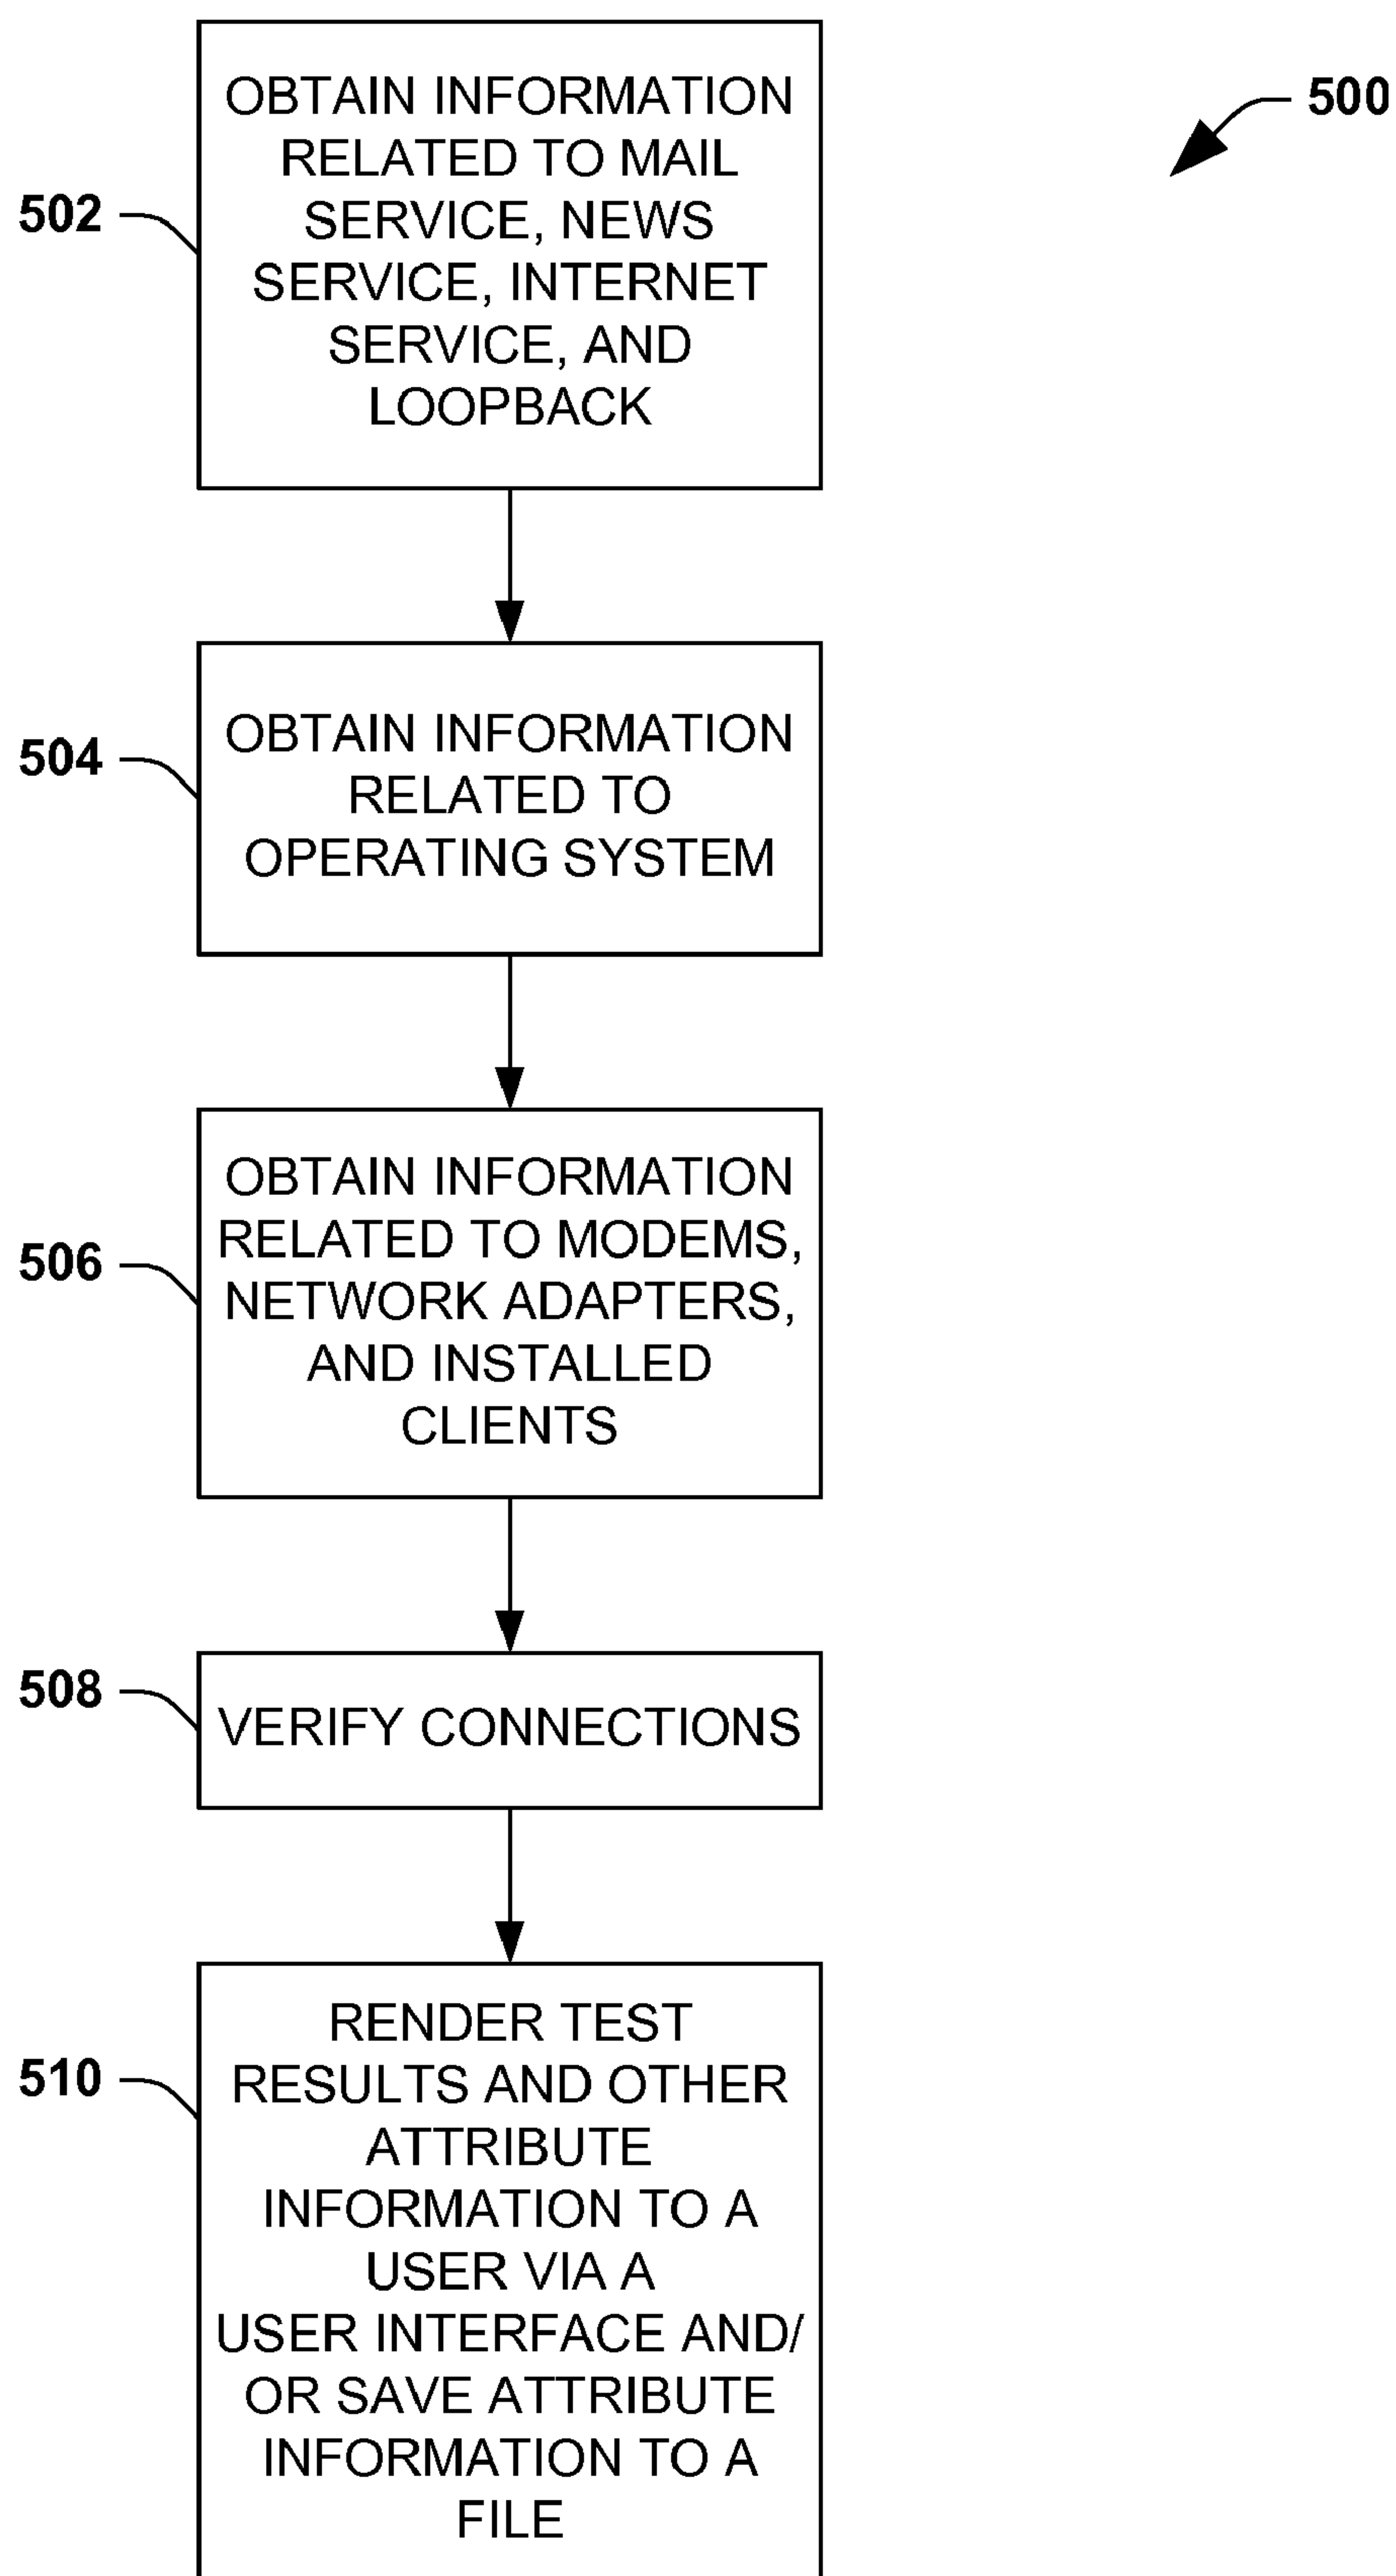 500
502
OBTAIN INFORMATION
RELATED TO MAIL
SERVICE, NEWS
SERVICE, INTERNET
SERVICE, AND
LOOPBACK
504
OBTAIN INFORMATION
RELATED TO
OPERATING SYSTEM
506
OBTAIN INFORMATION
RELATED TO MODEMS,
NETWORK ADAPTERS,
AND INSTALLED
CLIENTS
508
VERIFY CONNECTIONS
510
RENDER TEST
RESULTS AND OTHER
ATTRIBUTE
INFORMATION TO A
USER VIA A
USER INTERFACE AND/
OR SAVE ATTRIBUTE
INFORMATION TO A
FILE